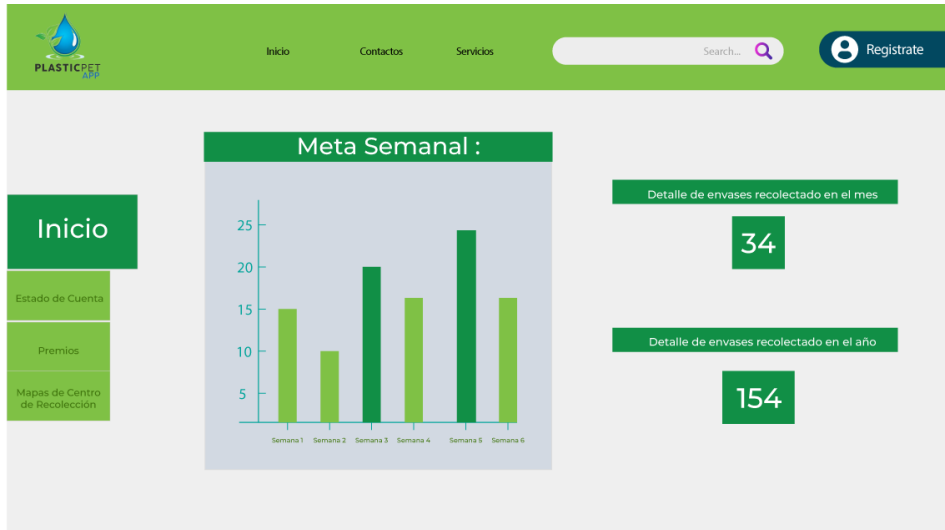 PLASTICPET
APP
Inicio
Contactos
Servicios
Search...
Registrate
Meta Semanal :
25
20
15
10
5
Semana 1
Semana 2
Semana 3
Semana 4
Semana 5
Semana 6
Inicio
Estado de Cuenta
Premios
Mapas de Centro
de Recolección
Detalle de envases recolectado en el mes
34
Detalle de envases recolectado en el año
154